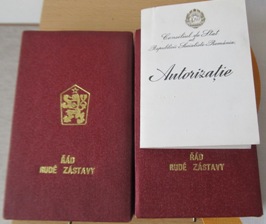 Consiliul de Stat
al
Republicii Socialiste România
Autorizație
ŘÁD
RUDÉ ZÁSTAVY
ŘÁD
RUDÉ ZÁSTAVY